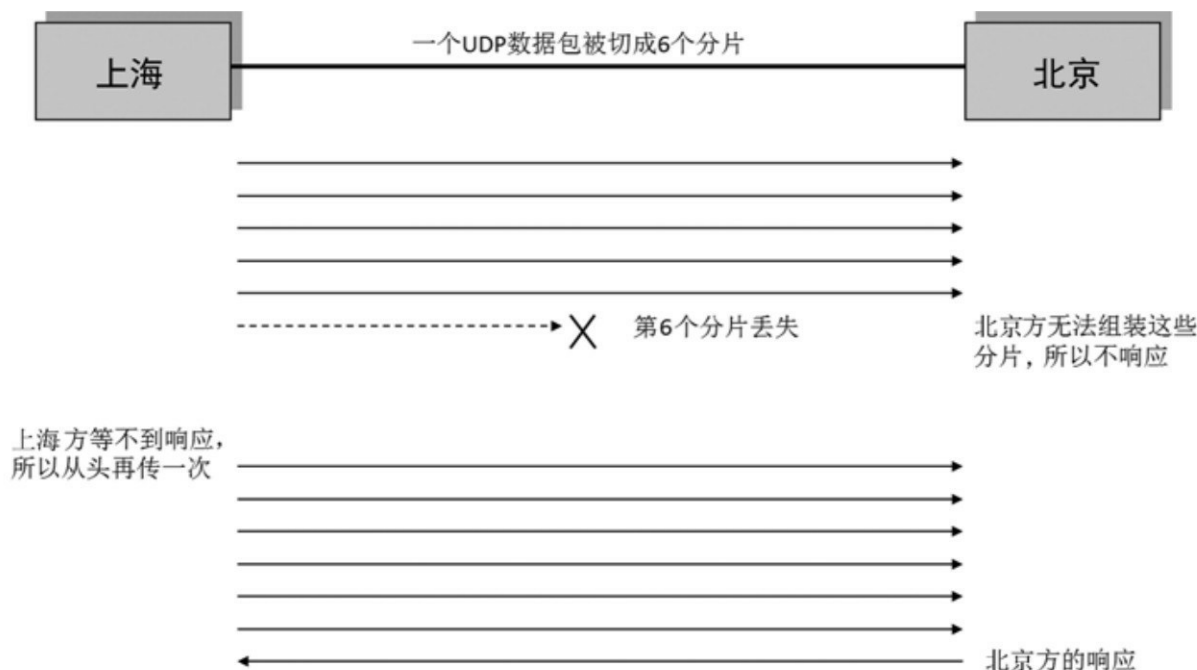 一个UDP数据包被切成6个分片
上海
北京
第6个分片丢失
北京方无法组装这些
分片，所以不响应
上海方等不到响应，
所以从头再传一次
北京方的响应